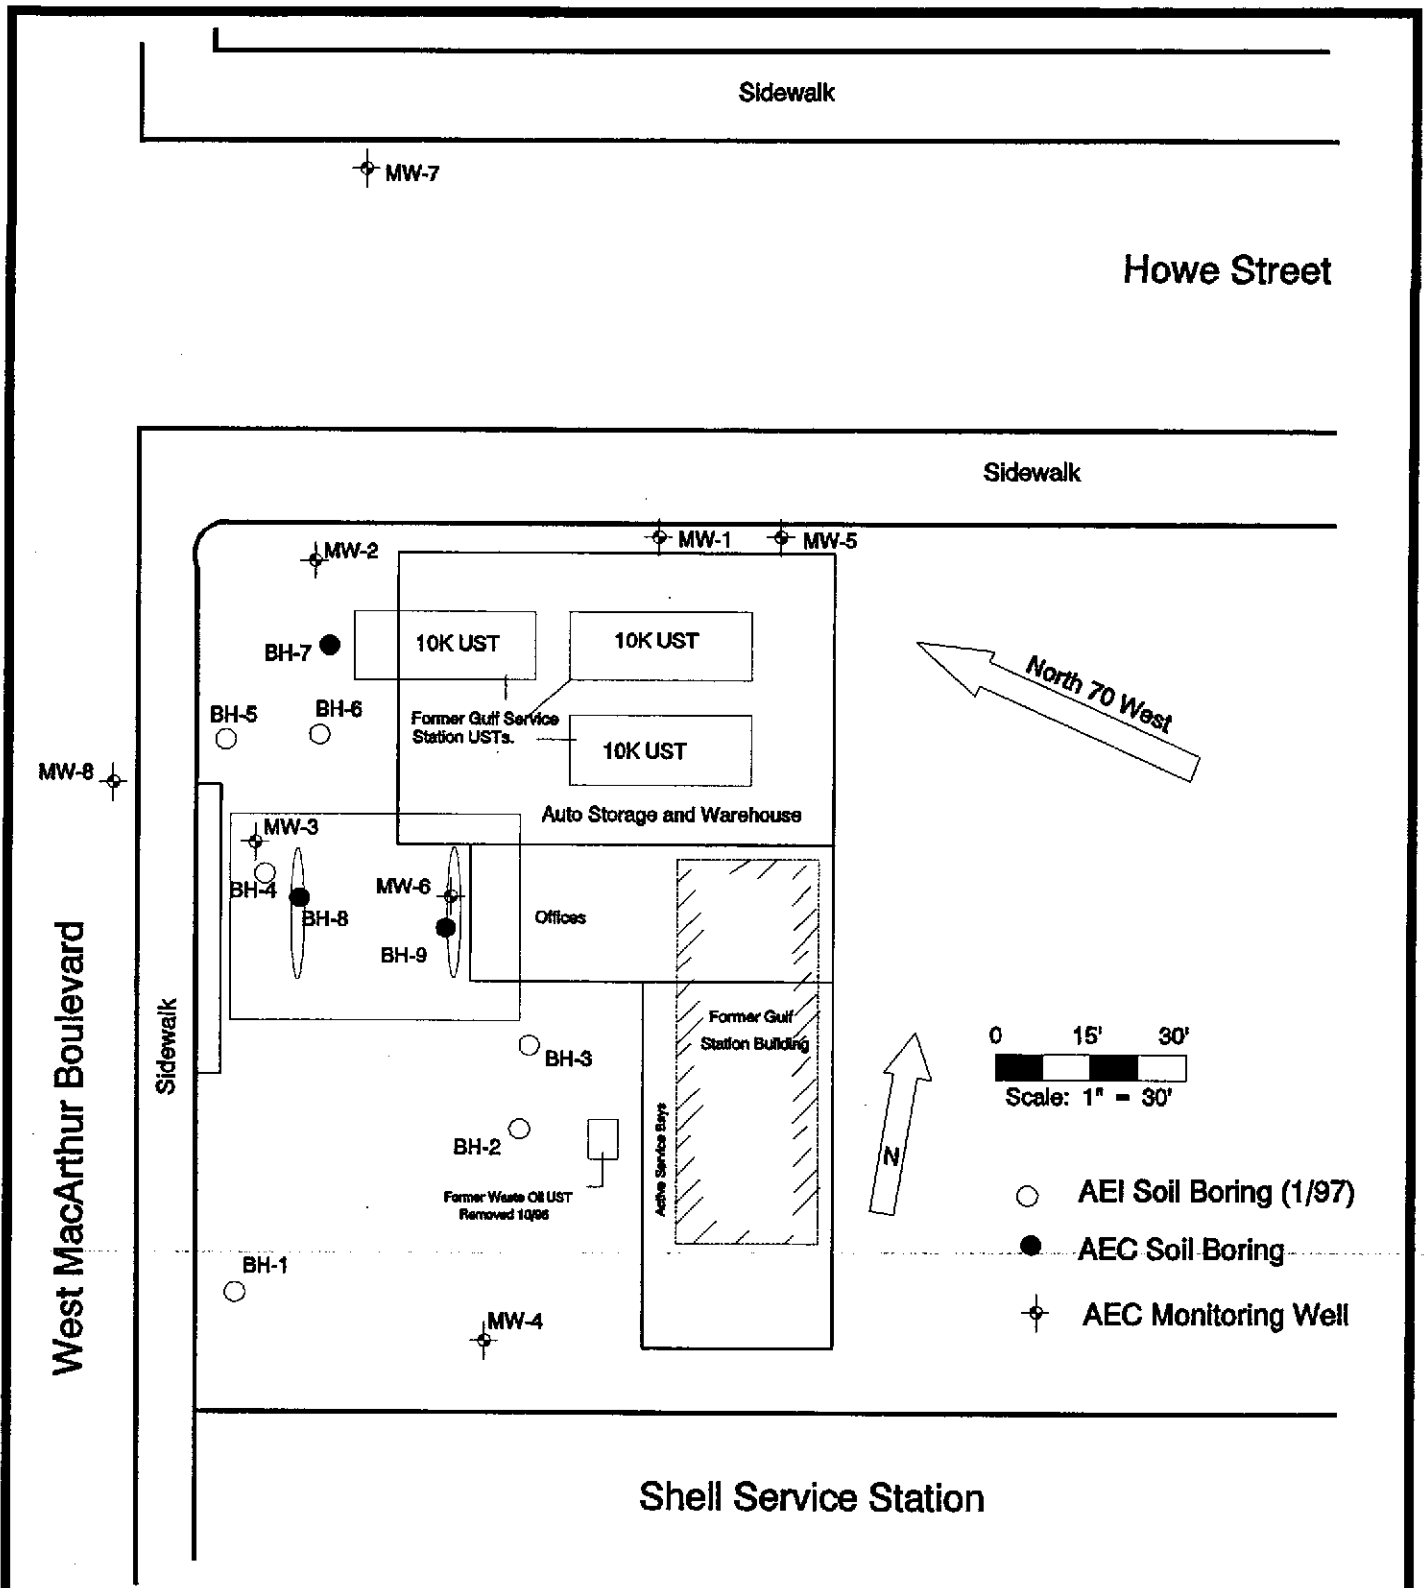 Sidewalk
MW-7
Howe Street
Sidewalk
MW-1
MW-5
MW-2
10K UST
10K UST
BH-7
North 70 West
BH-5
BH-6
Former Gulf Service
Station USTs.
10K UST
MW-8
Auto Storage and Warehouse
MW-3
BH-4
MW-6
BH-8
Offices
BH-9
West MacArthur Boulevard
Sidewalk
Former Gulf
Station Building
0 15' 30'
Scale: 1" = 30'
BH-3
BH-2
Active Service Bays
N
Former Waste Oil UST
Removed 10/96
AEI Soil Boring (1/97)
AEC Soil Boring
BH-1
AEC Monitoring Well
MW-4
Shell Service Station